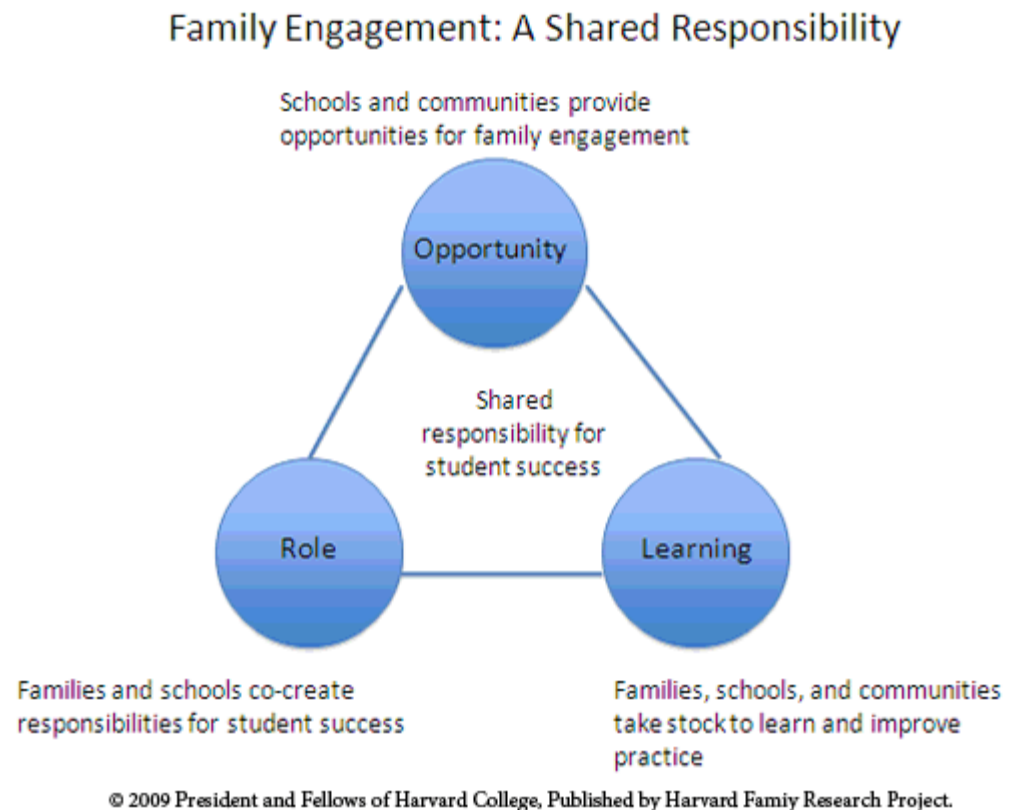 Family Engagement: A Shared Responsibility
Schools and communities provide
opportunities for family engagement
Opportunity
Shared
responsibility for
student success
Role
Learning
Families and schools co-create
responsibilities for student success
Families, schools, and communities
take stock to learn and improve
practice
© 2009 President and Fellows of Harvard College, Published by Harvard Famiy Research Project.